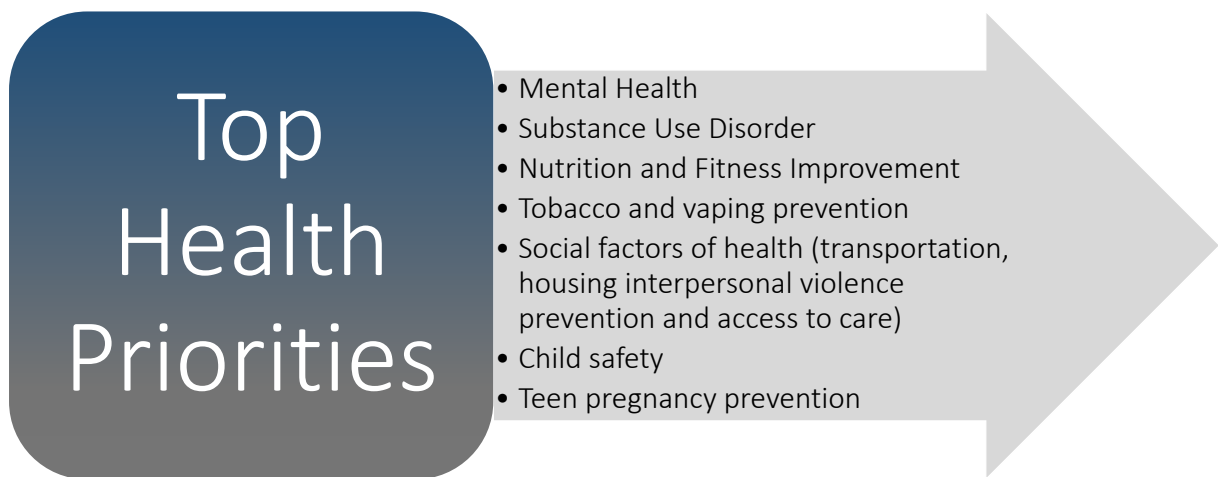 Top
Health
Priorities
• Mental Health
• Substance Use Disorder
• Nutrition and Fitness Improvement
• Tobacco and vaping prevention
• Social factors of health (transportation,
housing interpersonal violence
prevention and access to care)
• Child safety
• Teen pregnancy prevention